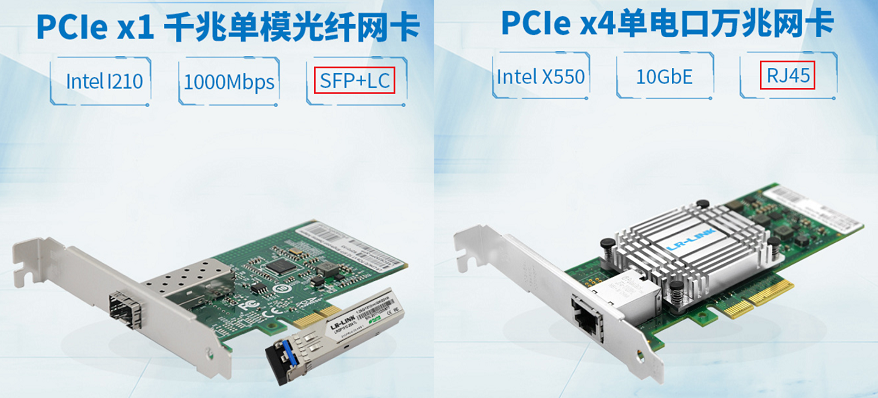 PCIe x1 千兆单模光纤网卡
Intel I210
1000Mbps
SFP+LC
LR-LINK
PCIe x4单电口万兆网卡
Intel X550
10GbE
RJ45
LR-LINK